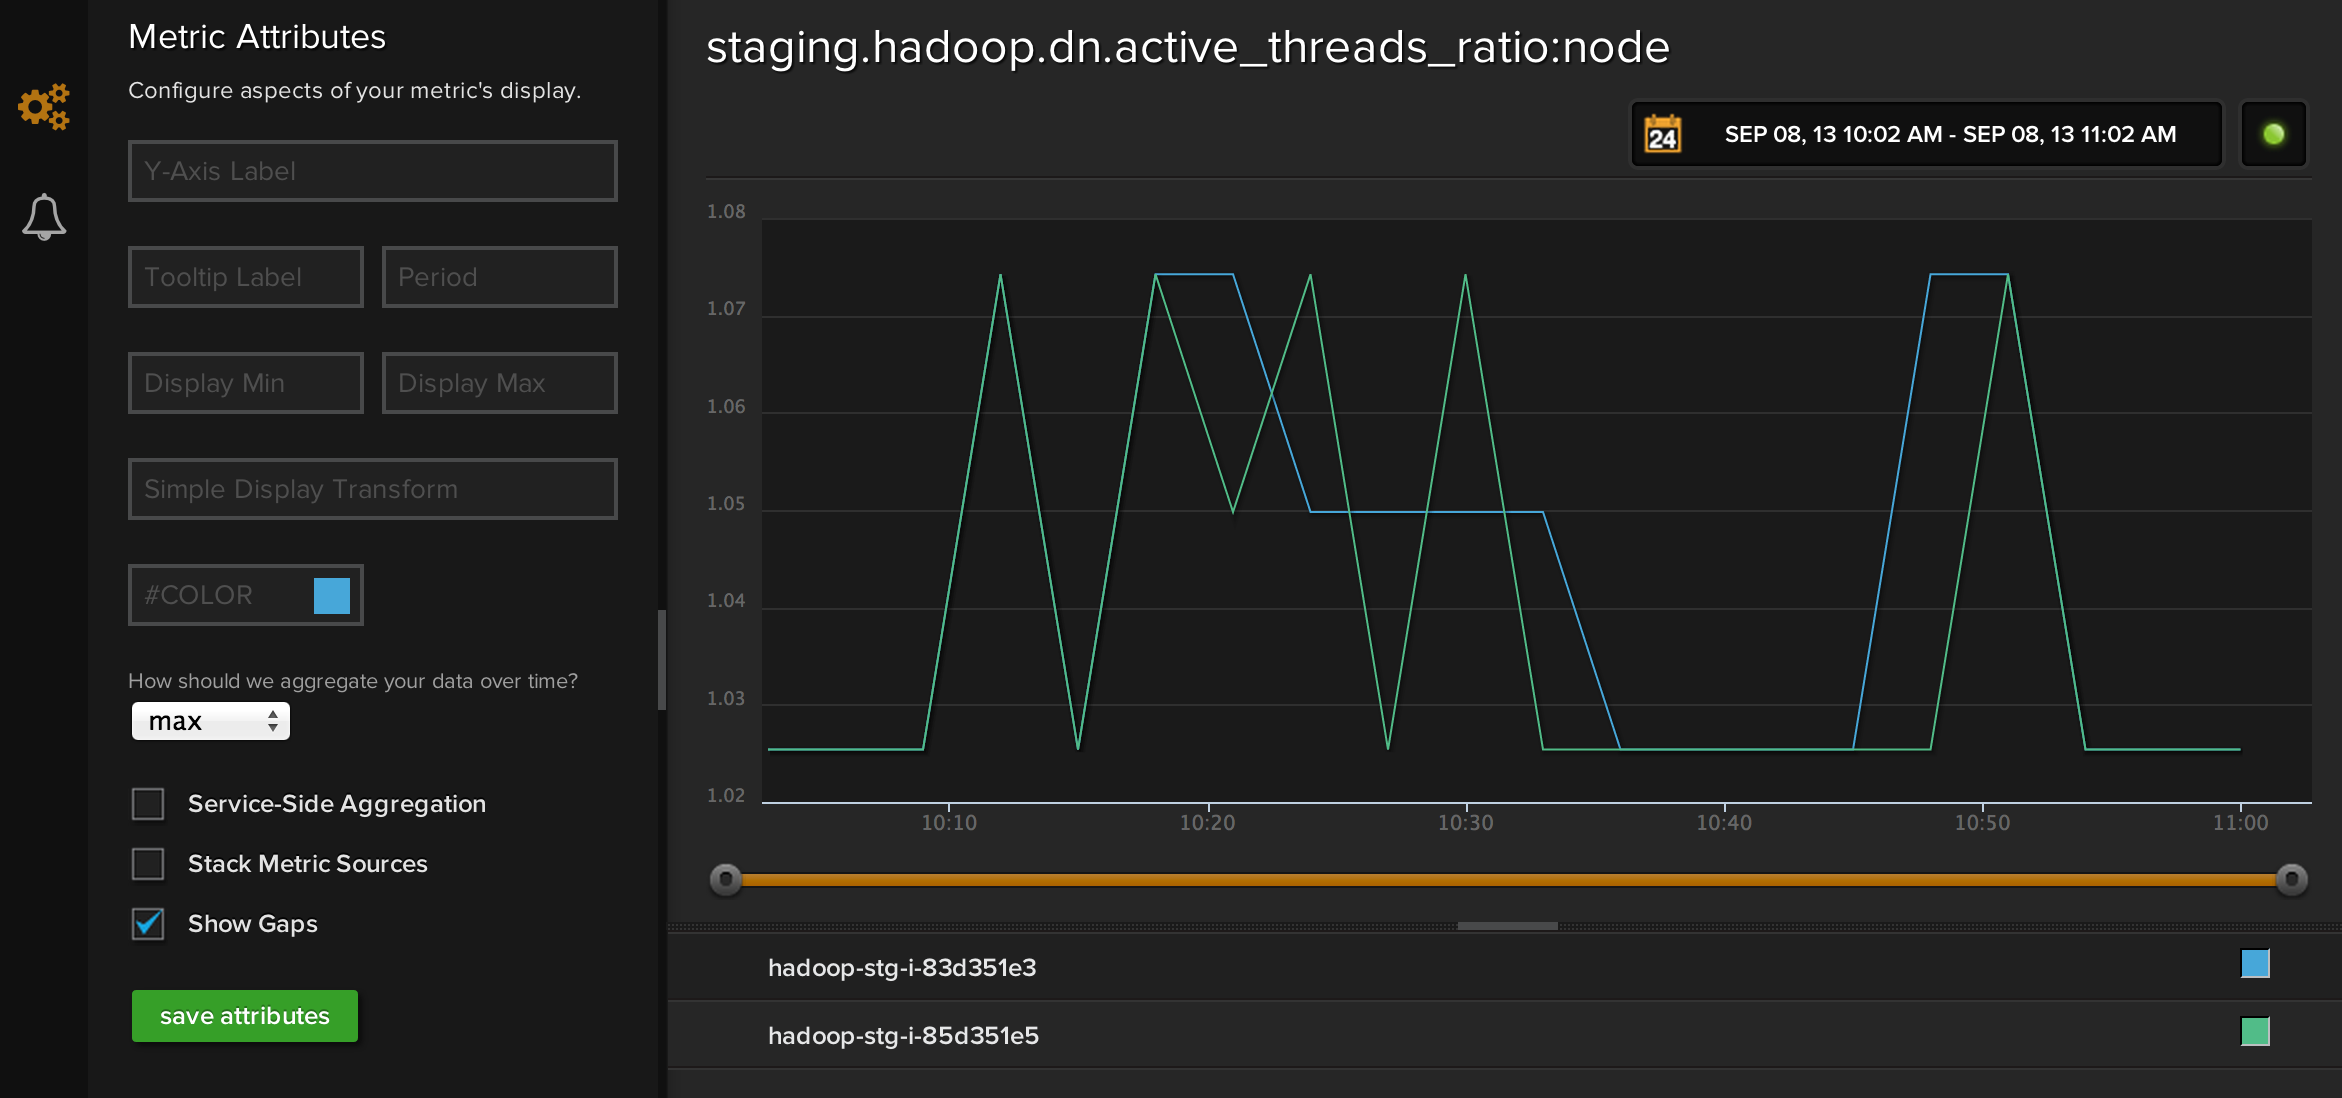 Metric Attributes
Configure aspects of your metric's display.
Y-Axis Label
Tooltip Label
Period
Display Min
Display Max
Simple Display Transform
#COLOR
How should we aggregate your data over time?
max
Service-Side Aggregation
Stack Metric Sources
Show Gaps
save attributes
staging.hadoop.dn.active_threads_ratio:node
24
SEP 08, 13 10:02 AM - SEP 08, 13 11:02 AM
1.08
1.07
1.06
1.05
1.04
1.03
1.02
10:10
10:20
10:30
10:40
10:50
11:00
hadoop-stg-i-83d351e3
hadoop-stg-i-85d351e5